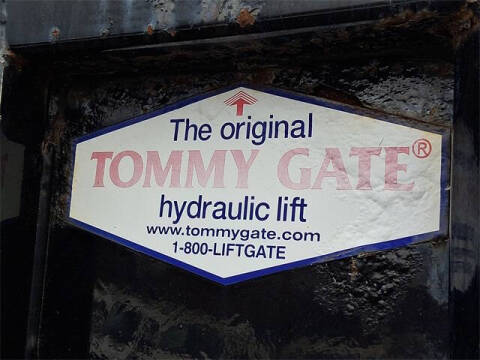 The original
TOMMY GATE®
hydraulic lift
www.tommygate.com
1-800-LIFTGATE